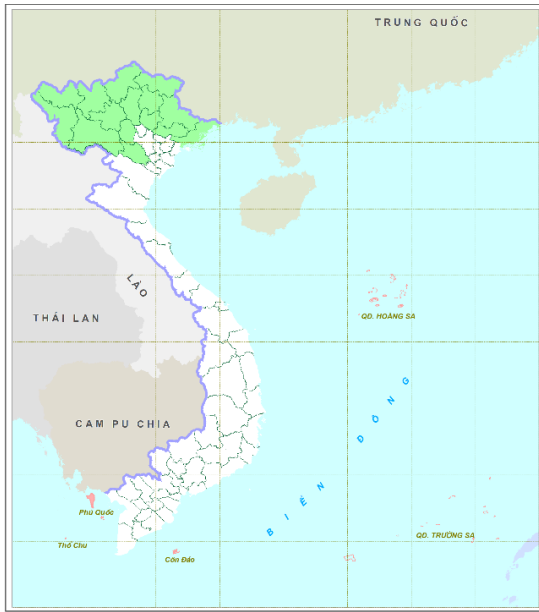 TRUNG QUỐC
LÀO
THÁI LAN
QĐ. HOÀNG SA
CAM PU CHIA
BIỂN ĐÔNG
Phú Quốc
Thổ Chu
Côn Đảo
QĐ. TRƯỜNG SA